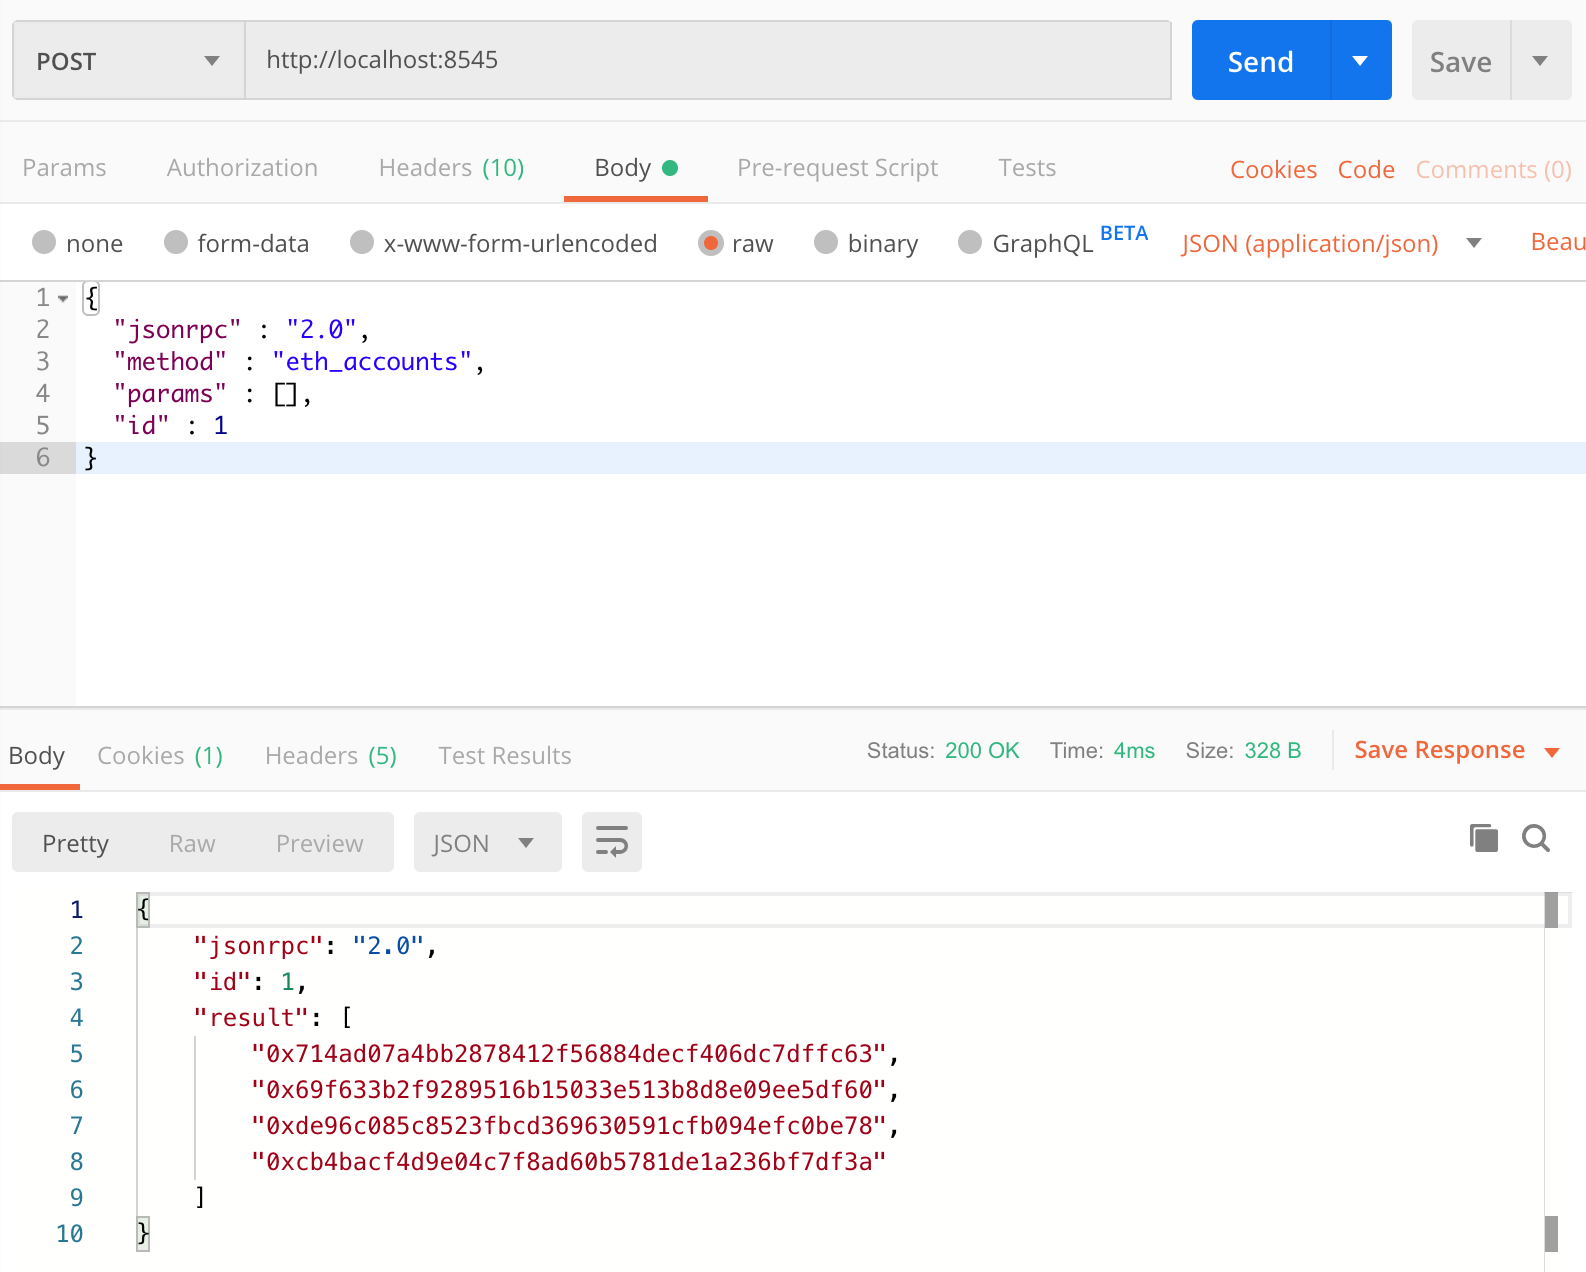 POST http://localhost:8545 Send Save
Params Authorization Headers (10) Body Pre-request Script Tests Cookies Code Comments (0)
none form-data x-www-form-urlencoded raw binary GraphQL BETA JSON (application/json) Beau
1 {
2 "jsonrpc" : "2.0",
3 "method" : "eth_accounts",
4 "params" : [],
5 "id" : 1
6 }
Body Cookies (1) Headers (5) Test Results Status: 200 OK Time: 4ms Size: 328 B Save Response
Pretty Raw Preview JSON
1 {
2 "jsonrpc": "2.0",
3 "id": 1,
4 "result": [
5 "0x714ad07a4bb2878412f56884decf406dc7dffc63",
6 "0x69f633b2f9289516b15033e513b8d8e09ee5df60",
7 "0xde96c085c8523fbcd369630591cfb094efc0be78",
8 "0xcb4bacf4d9e04c7f8ad60b5781de1a236bf7df3a"
9 ]
10 }